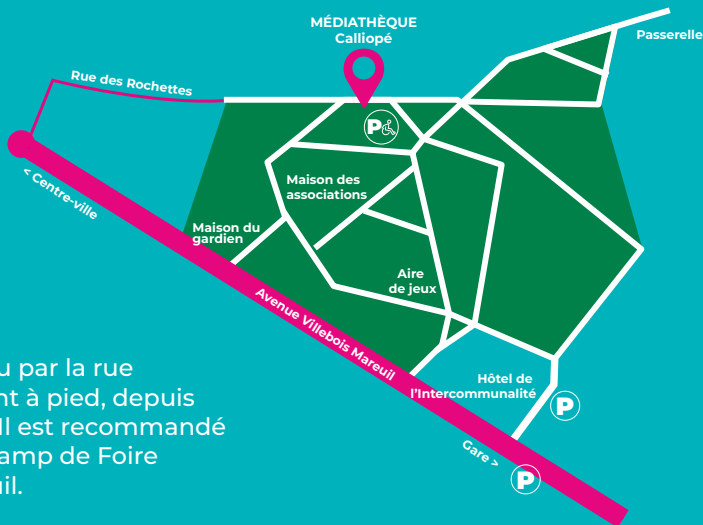 MÉDIATHÈQUE
Calliopé
Passerelle
Rue des Rochettes
P
< Centre-ville
Maison des
associations
Maison du
gardien
Aire
de jeux
Avenue Villebois Mareuil
Hôtel de
l'Intercommunalité
P
Gare >
P
u par la rue
nt à pied, depuis
Il est recommandé
amp de Foire
uil.